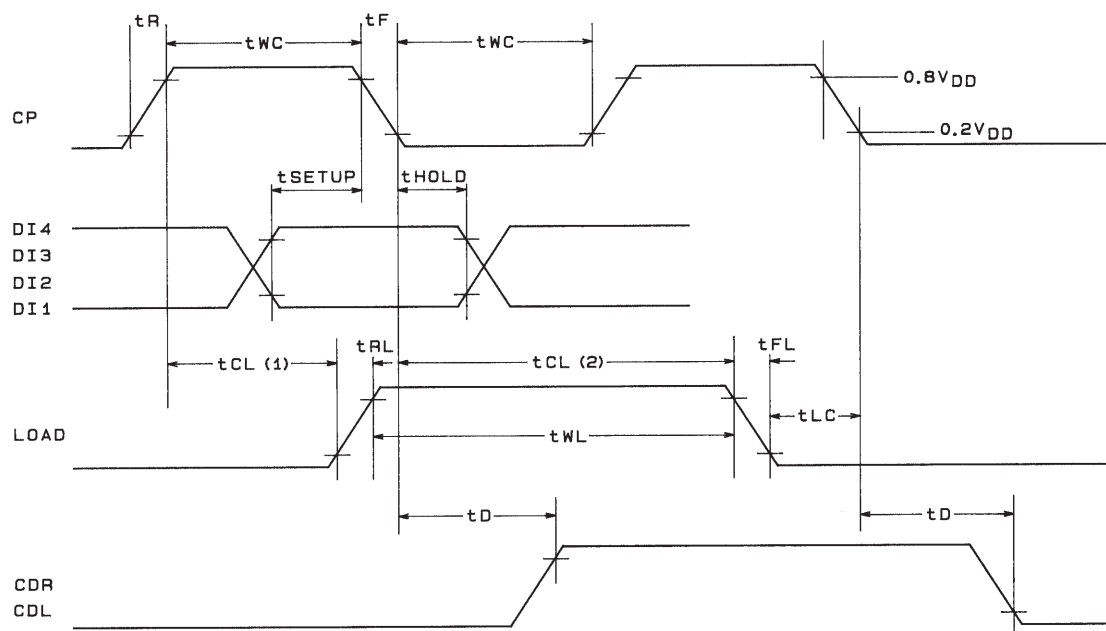 tR
tF
tWC
tWC
0.8VDD
CP
0.2VDD
tSETUP
tHOLD
DI4
DI3
DI2
DI1
tRL
tFL
tCL (1)
tCL (2)
tLC
LOAD
tWL
tD
tD
CDR
CDL